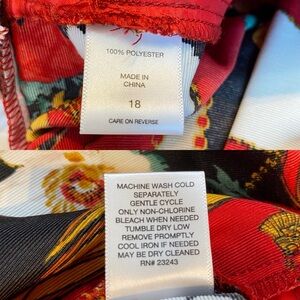 100% POLYESTER
MADE IN
CHINA
18
CARE ON REVERSE
MACHINE WASH COLD
SEPARATELY
GENTLE CYCLE
ONLY NON-CHLORINE
BLEACH WHEN NEEDED
TUMBLE DRY LOW
REMOVE PROMPTLY
COOL IRON IF NEEDED
MAY BE DRY CLEANED
RN# 23243